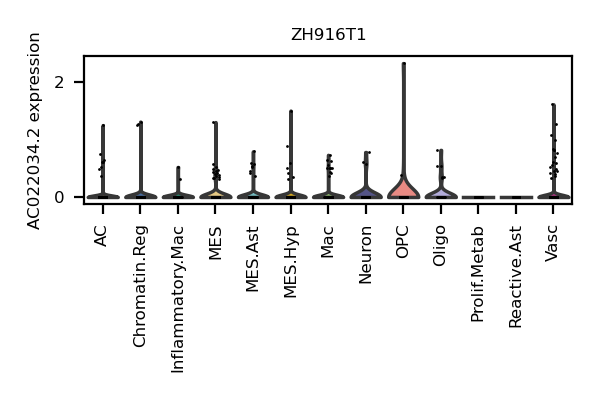 ZH916T1
AC022034.2 expression
2
0
AC
Chromatin.Reg
Inflammatory.Mac
MES
MES.Ast
MES.Hyp
Mac
Neuron
OPC
Oligo
Prolif.Metab
Reactive.Ast
Vasc